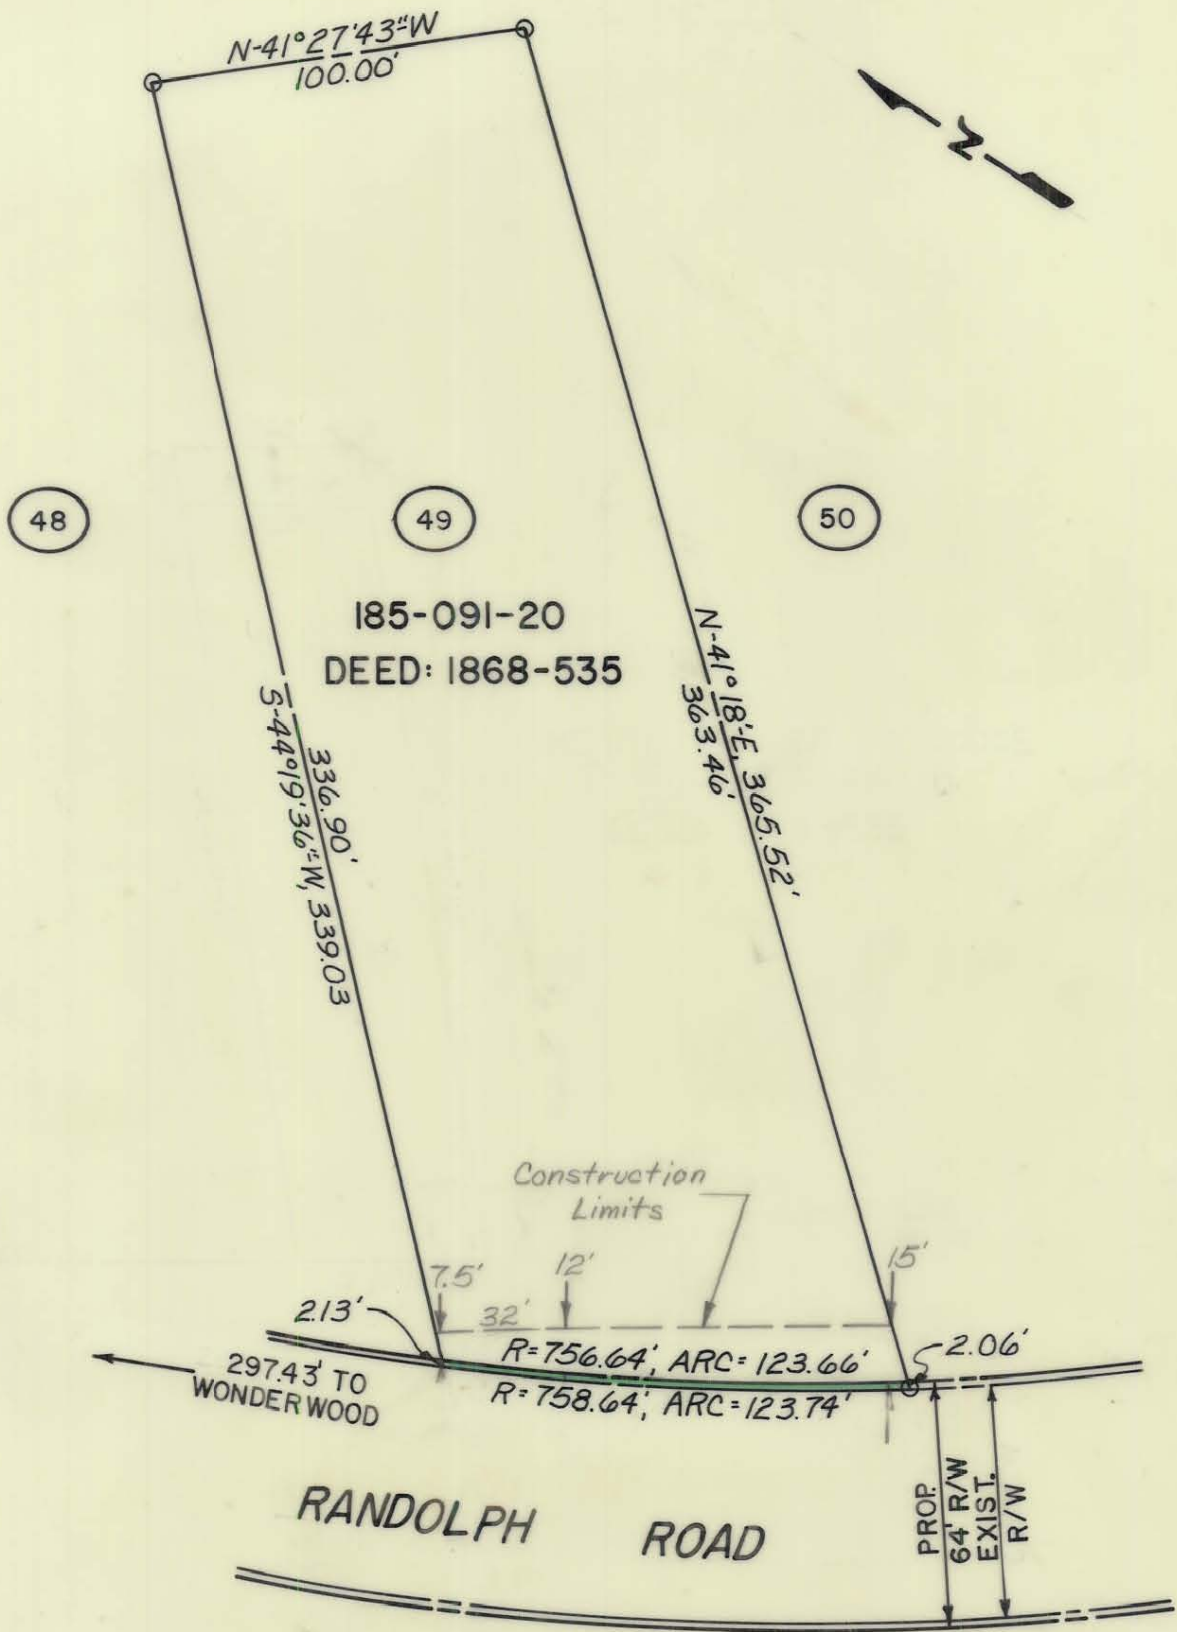 N-41°27'43"W
100.00'
N
48
49
50
185-091-20
DEED: 1868-535
336.90'
S-44°19'36"-W, 339.03
N-41°18'-E, 365.52'
363.46'
Construction
Limits
7.5'
12'
15'
32'
2.13'
2.06'
R=756.64', ARC=123.66'
R=758.64', ARC=123.74'
297.43' TO
WONDERWOOD
RANDOLPH ROAD
PROP.
64' R/W
EXIST.
R/W